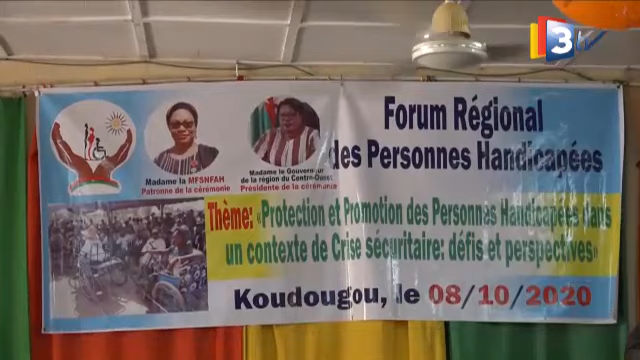 3tv
Forum Régional
des Personnes Handicapées
Madame la MFSNFAH
Patronne de la cérémonie
Madame le Gouverneur
de la région du Centre-Ouest
Présidente de la cérémonie
Thème: «Protection et Promotion des Personnes Handicapées dans
un contexte de Crise sécuritaire: défis et perspectives»
Koudougou, le 08/10/2020